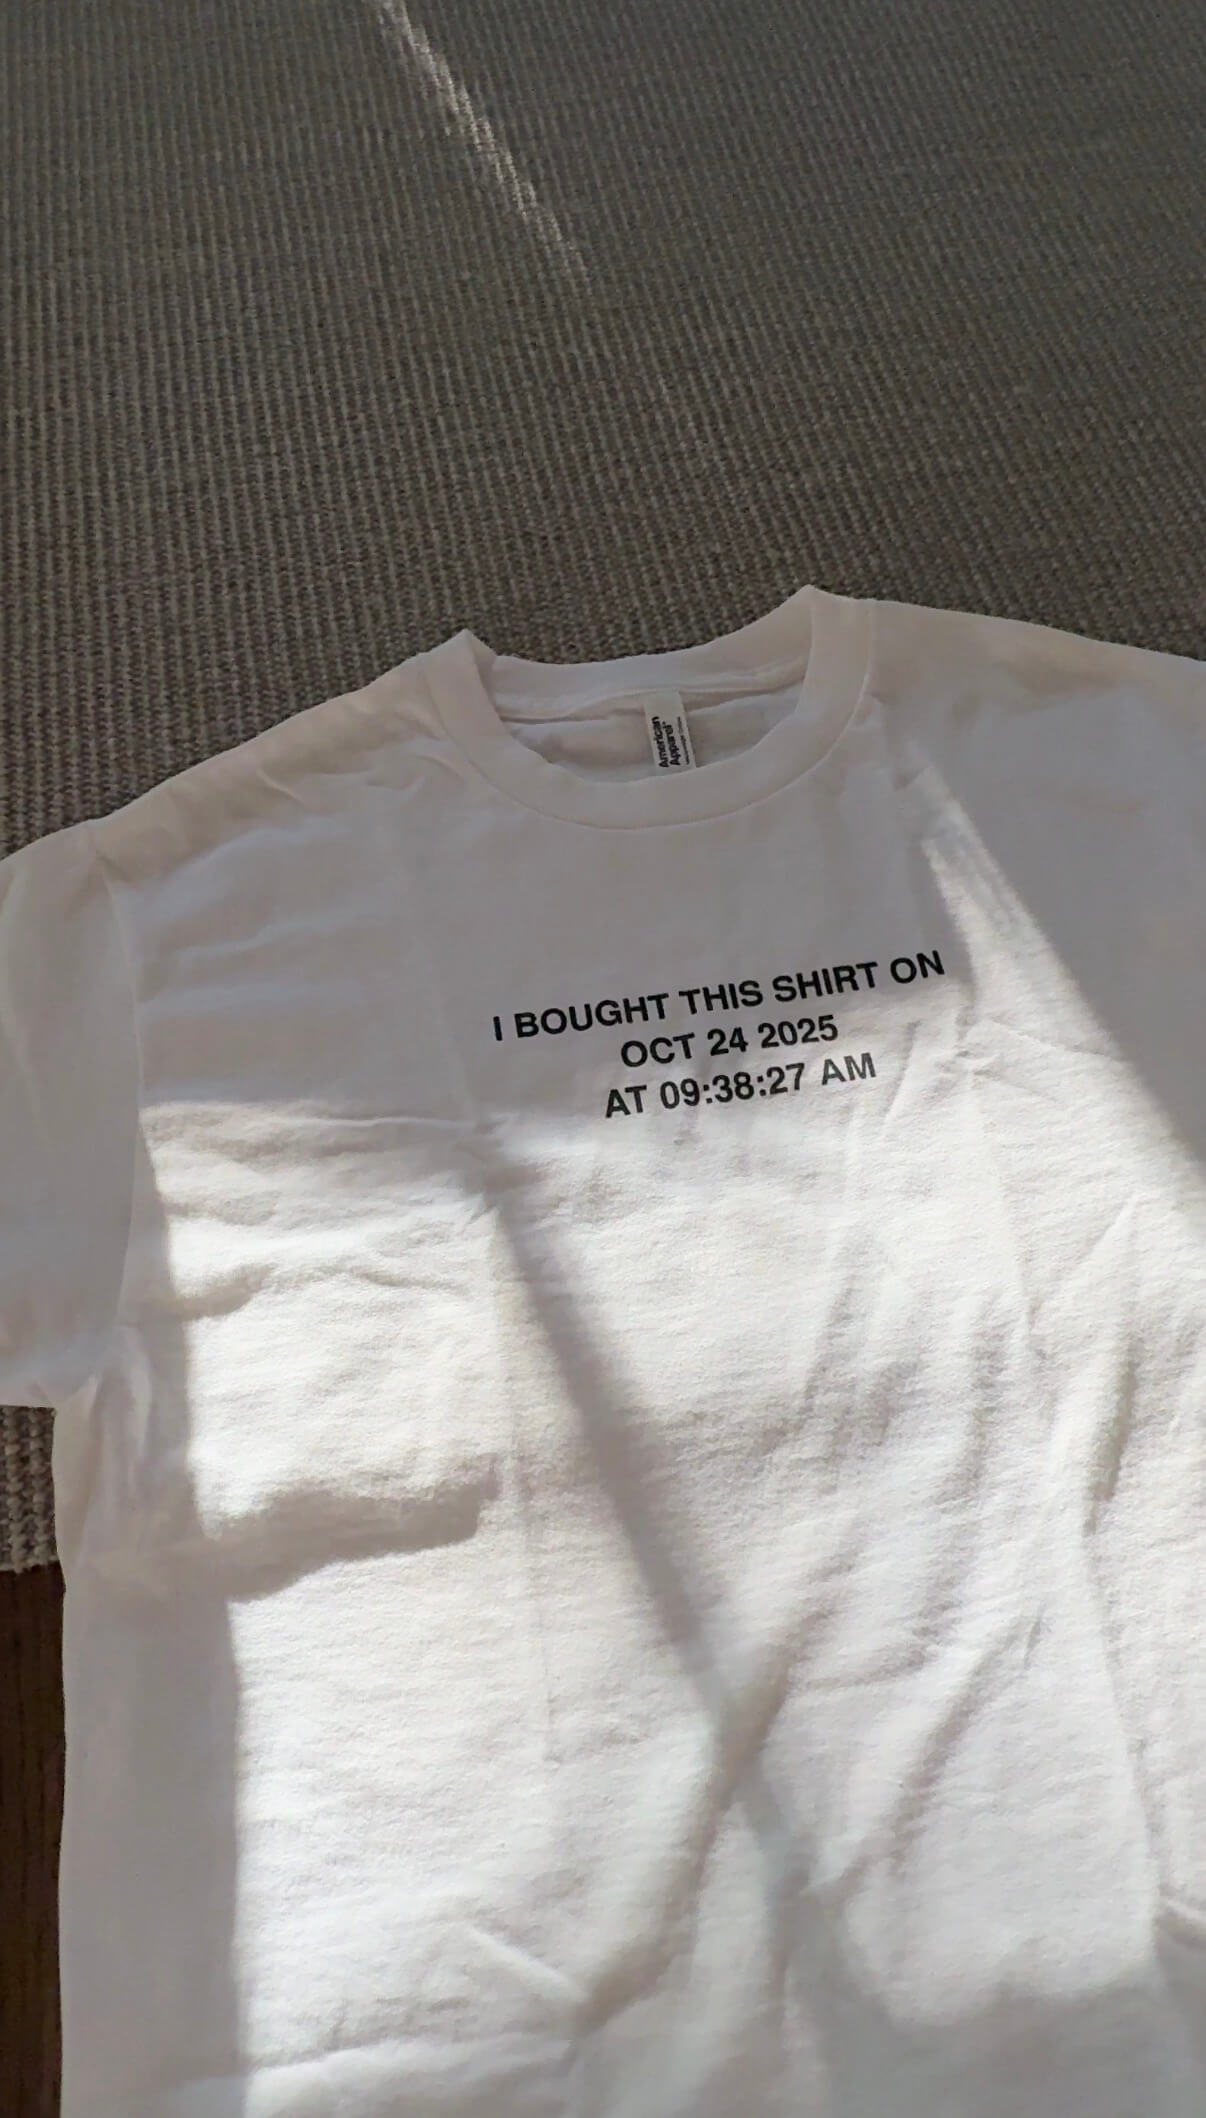 American
Apparel
I BOUGHT THIS SHIRT ON
OCT 24 2025
AT 09:38:27 AM